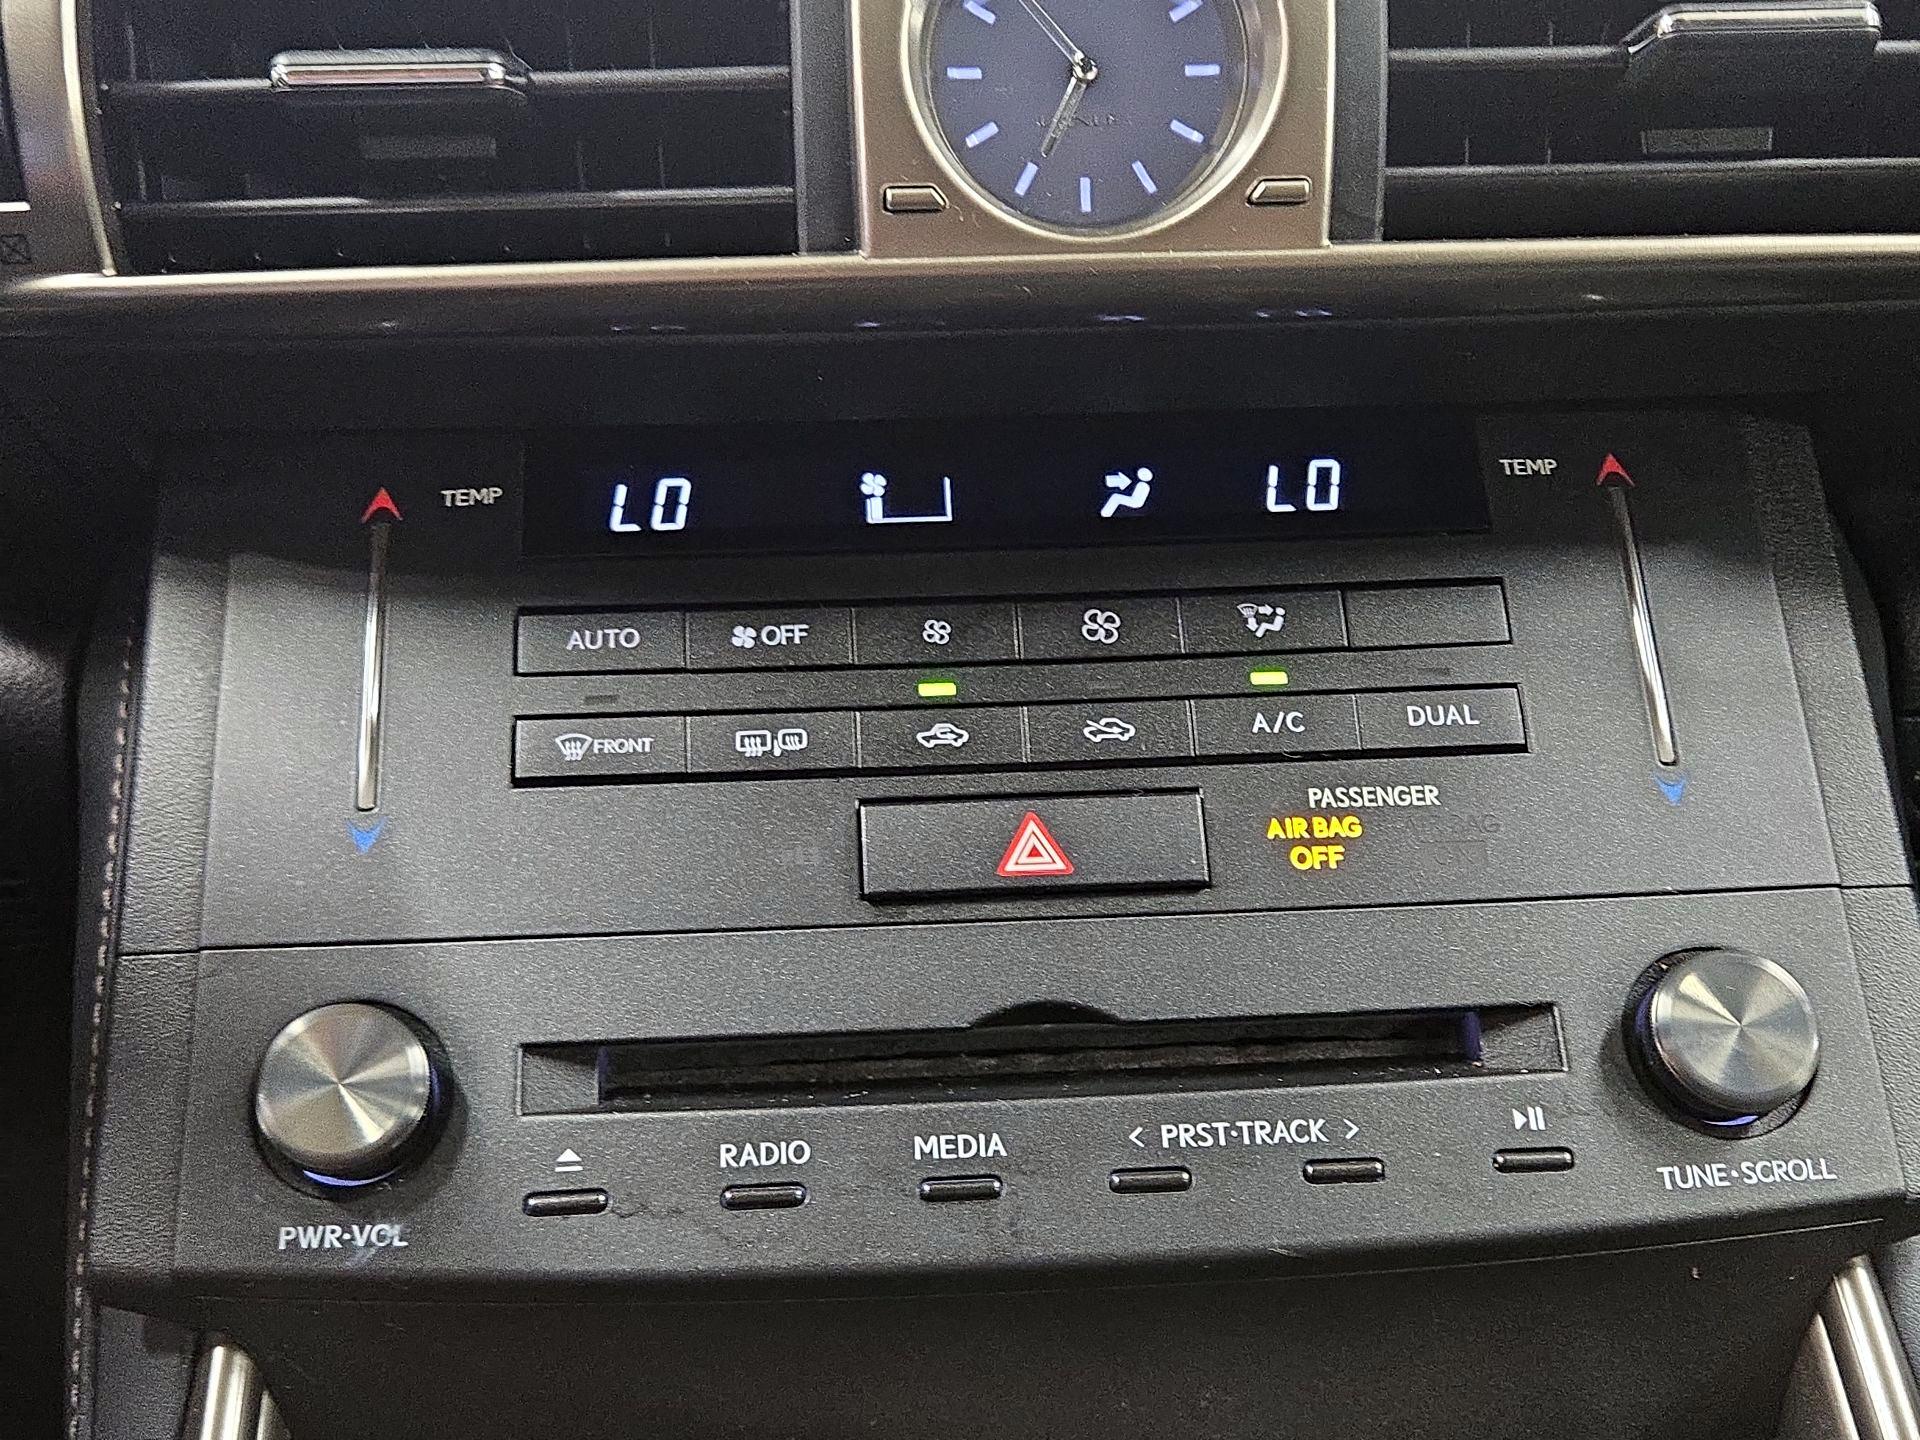 TEMP
LO
LO
TEMP
AUTO
OFF
FRONT
A/C
DUAL
PASSENGER
AIR BAG
OFF
RADIO
MEDIA
< PRST·TRACK >
PWR·VOL
TUNE·SCROLL